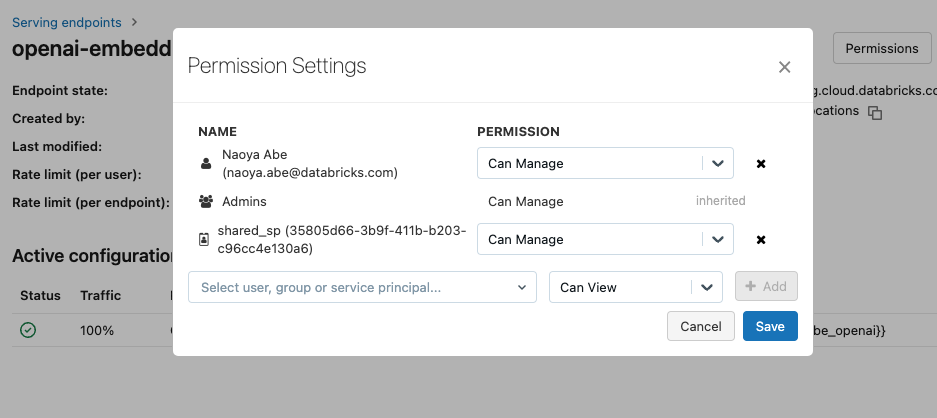 Serving endpoints
openai-embedd
Permissions
Permission Settings
Endpoint state:
Created by:
Last modified:
Rate limit (per user):
Rate limit (per endpoint):
g.cloud.databricks.co
ocations
NAME PERMISSION
Naoya Abe
(naoya.abe@databricks.com)
Can Manage
Admins Can Manage inherited
shared_sp (35805d66-3b9f-411b-b203-
c96cc4e130a6)
Can Manage
Select user, group or service principal... Can View + Add
Cancel Save
Active configuration
Status Traffic
100% be_openai}}